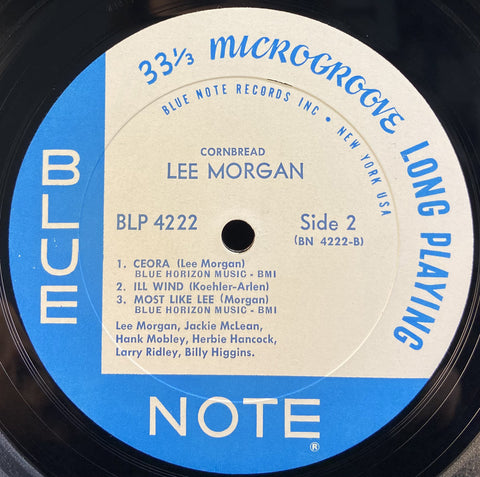 33⅓ MICROGROOVE LONG PLAYING
BLUE NOTE RECORDS INC • NEW YORK USA
CORNBREAD
LEE MORGAN
BLP 4222
Side 2
(BN 4222-B)
1. CEORA (Lee Morgan)
BLUE HORIZON MUSIC - BMI
2. ILL WIND (Koehler-Arlen)
3. MOST LIKE LEE (Morgan)
BLUE HORIZON MUSIC - BMI
Lee Morgan, Jackie McLean,
Hank Mobley, Herbie Hancock,
Larry Ridley, Billy Higgins.
BLUE
NOTE®